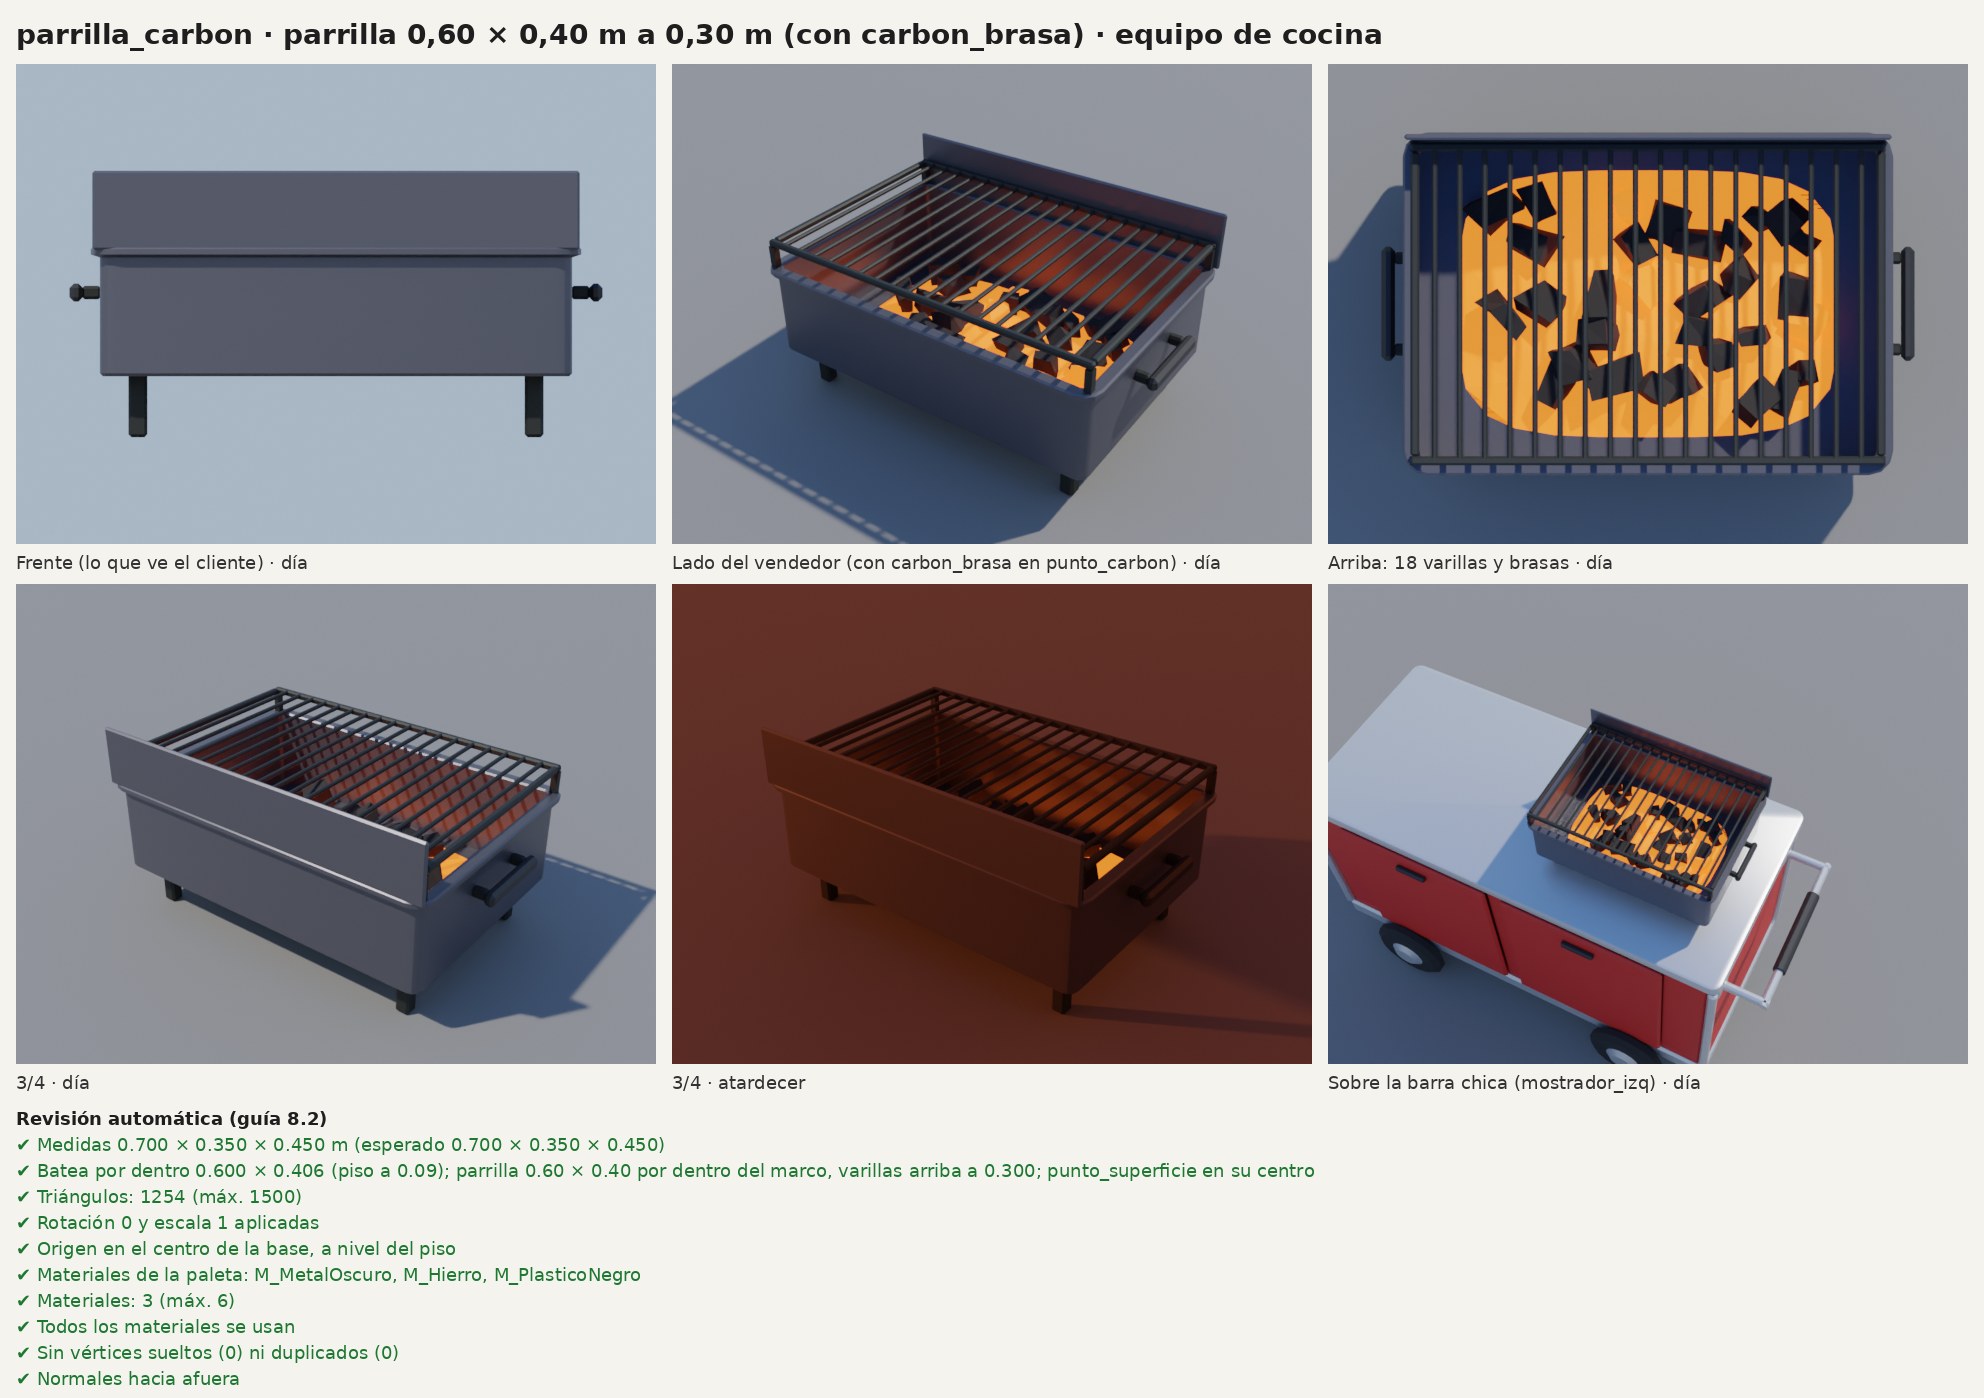 parrilla_carbon · parrilla 0,60 × 0,40 m a 0,30 m (con carbon_brasa) · equipo de cocina
Frente (lo que ve el cliente) · día
Lado del vendedor (con carbon_brasa en punto_carbon) · día
Arriba: 18 varillas y brasas · día
3/4 · día
3/4 · atardecer
Sobre la barra chica (mostrador_izq) · día
Revisión automática (guía 8.2)
✔ Medidas 0.700 × 0.350 × 0.450 m (esperado 0.700 × 0.350 × 0.450)
✔ Batea por dentro 0.600 × 0.406 (piso a 0.09); parrilla 0.60 × 0.40 por dentro del marco, varillas arriba a 0.300; punto_superficie en su centro
✔ Triángulos: 1254 (máx. 1500)
✔ Rotación 0 y escala 1 aplicadas
✔ Origen en el centro de la base, a nivel del piso
✔ Materiales de la paleta: M_MetalOscuro, M_Hierro, M_PlasticoNegro
✔ Materiales: 3 (máx. 6)
✔ Todos los materiales se usan
✔ Sin vértices sueltos (0) ni duplicados (0)
✔ Normales hacia afuera